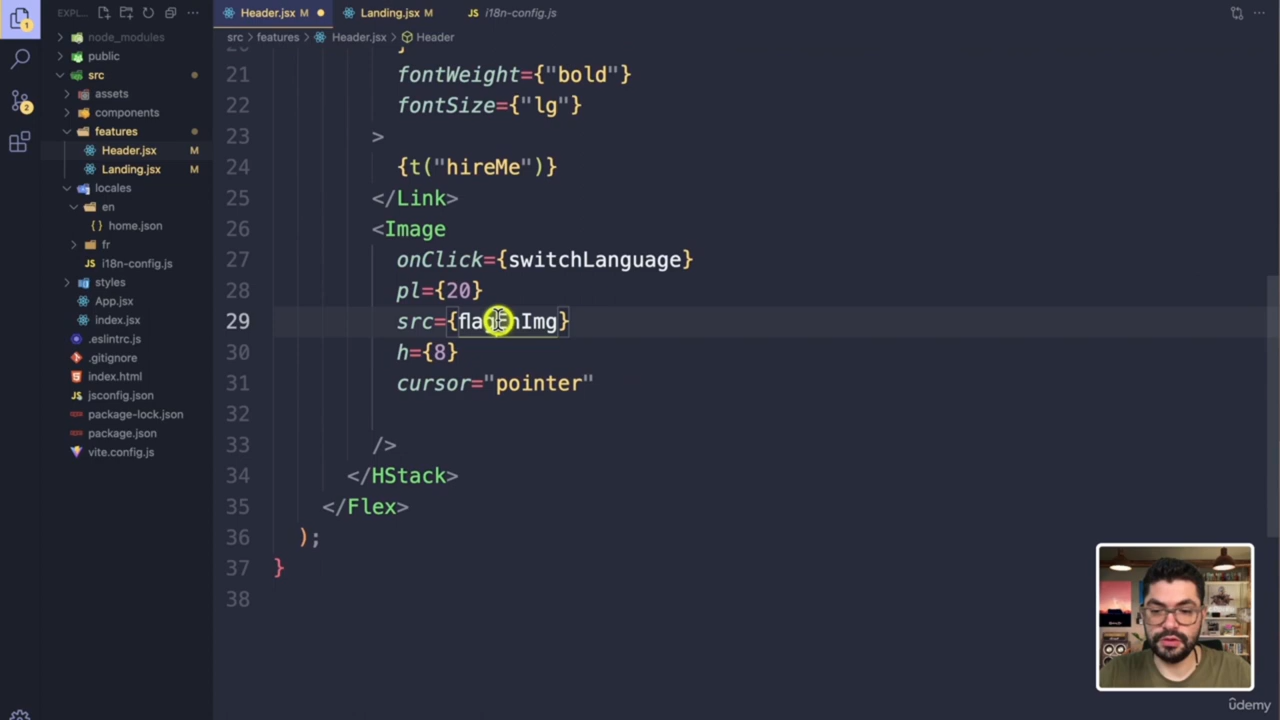 EXPL...
Header.jsx M
Landing.jsx M
i18n-config.js
src > features > Header.jsx > Header
node_modules
public
src
assets
components
features
Header.jsx M
Landing.jsx M
locales
en
home.json
fr
i18n-config.js
styles
App.jsx
index.jsx
.eslintrc.js
.gitignore
index.html
jsconfig.json
package-lock.json
package.json
vite.config.js
1
2
21 fontWeight={"bold"}
22 fontSize={"lg"}
23 >
24 {t("hireMe")}
25 </Link>
26 <Image
27 onClick={switchLanguage}
28 pl={20}
29 src={flagEnImg}
30 h={8}
31 cursor="pointer"
32
33 />
34 </HStack>
35 </Flex>
36 );
37 }
38
udemy